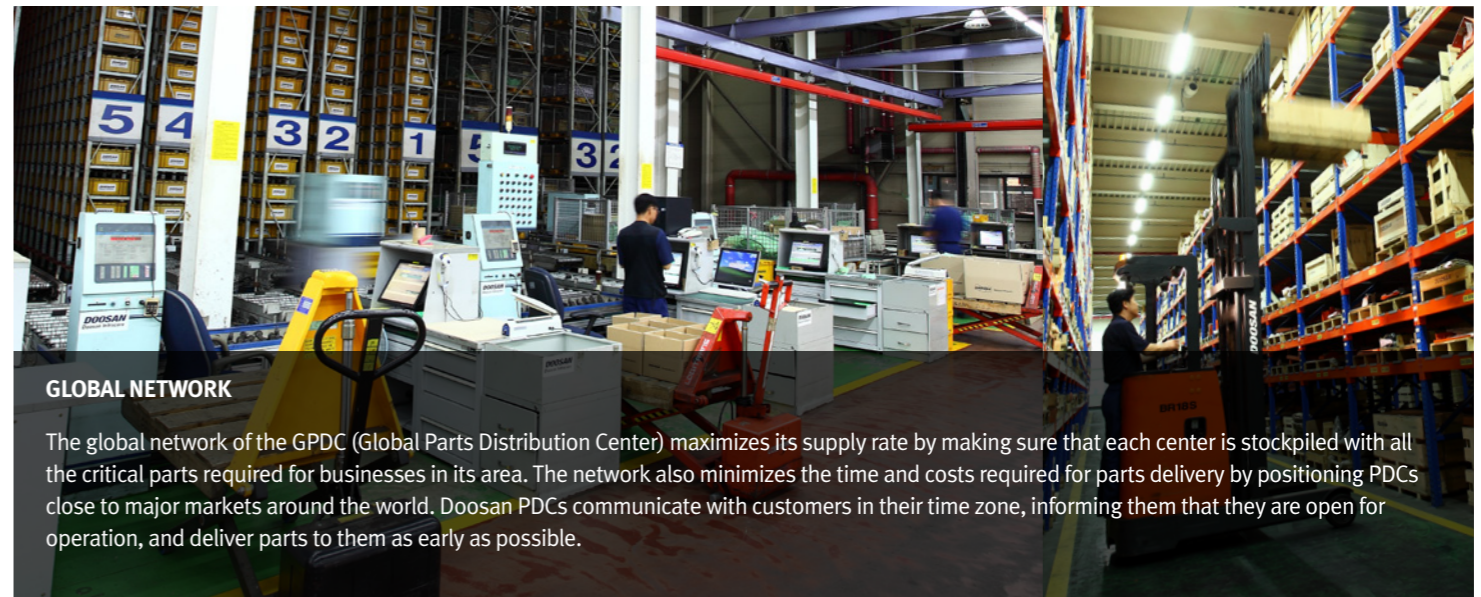 5
4
3
2
1
5
3
2
DOOSAN
Doosan Infracore
DOOSAN
DOOSAN
BR18S
GLOBAL NETWORK
The global network of the GPDC (Global Parts Distribution Center) maximizes its supply rate by making sure that each center is stockpiled with all
the critical parts required for businesses in its area. The network also minimizes the time and costs required for parts delivery by positioning PDCs
close to major markets around the world. Doosan PDCs communicate with customers in their time zone, informing them that they are open for
operation, and deliver parts to them as early as possible.